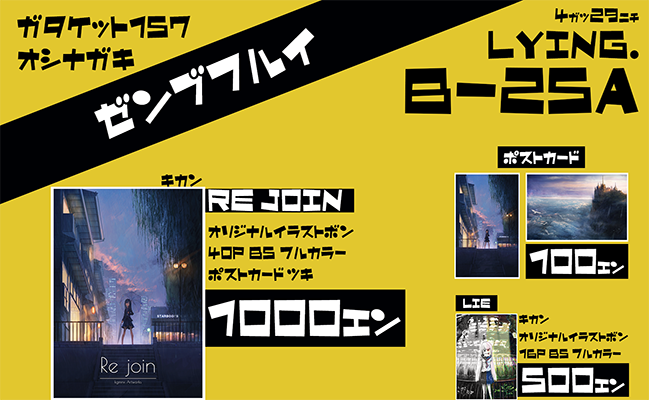 ガタケット157
オシナガキ
ゼンブフルイ
4ガツ29ニチ
LYING.
B-25A
キカン
RE JOIN
オリジナルイラストボン
40P B5 フルカラー
ポストカードツキ
1000エン
STARBOO'S
Re join
ポストカード
100エン
LIE
キカン
オリジナルイラストボン
16P B5 フルカラー
500エン